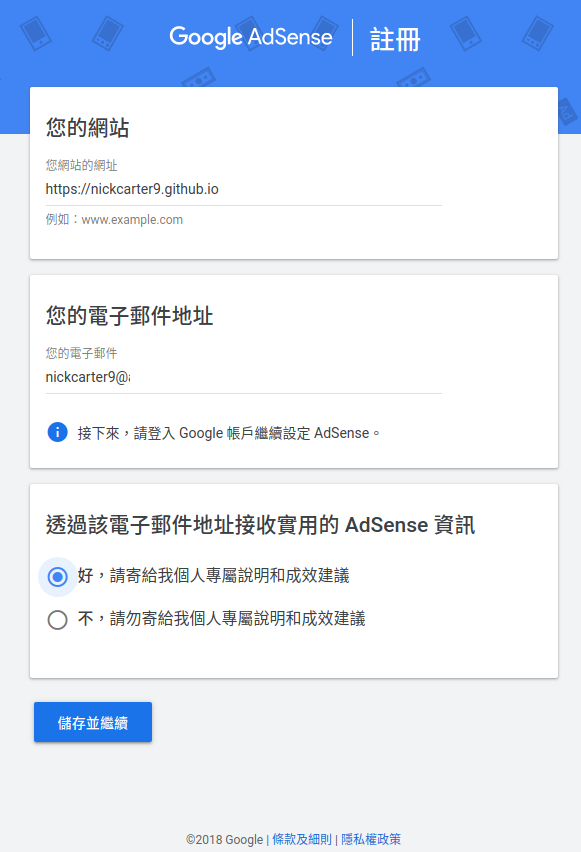 Google AdSense | 註冊
您的網站
您網站的網址
https://nickcarter9.github.io
例如：www.example.com
您的電子郵件地址
您的電子郵件
nickcarter9@
接下來，請登入 Google 帳戶繼續設定 AdSense。
透過該電子郵件地址接收實用的 AdSense 資訊
好，請寄給我個人專屬說明和成效建議
不，請勿寄給我個人專屬說明和成效建議
儲存並繼續
©2018 Google | 條款及細則 | 隱私權政策